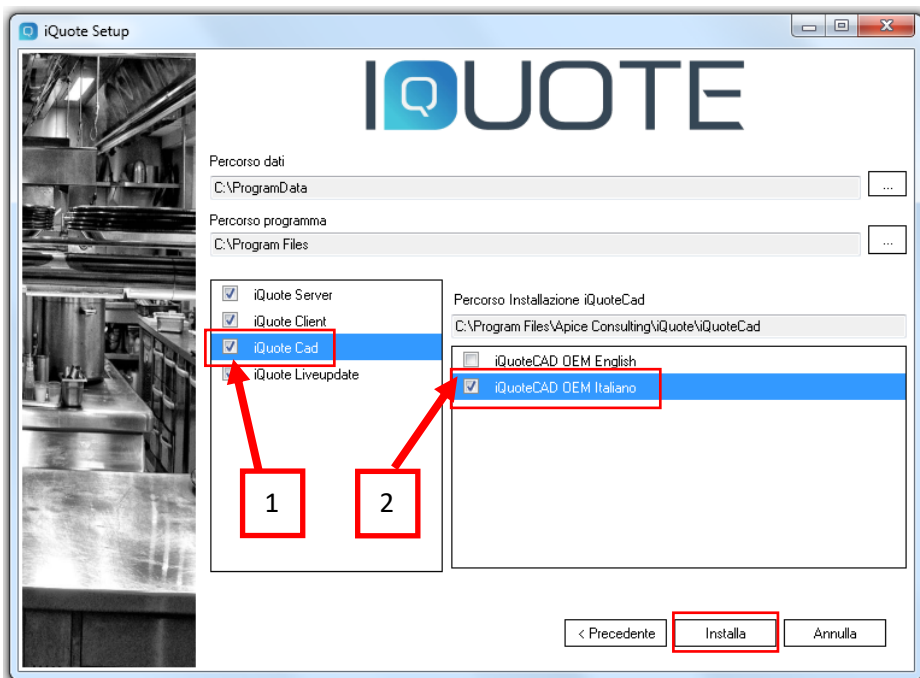 iQuote Setup
IQUOTE
Percorso dati
C:\ProgramData
...
Percorso programma
C:\Program Files
...
iQuote Server
iQuote Client
iQuote Cad
iQuote Liveupdate
Percorso Installazione iQuoteCad
C:\Program Files\Apice Consulting\iQuote\iQuoteCad
iQuoteCAD OEM English
iQuoteCAD OEM Italiano
1
2
< Precedente
Installa
Annulla